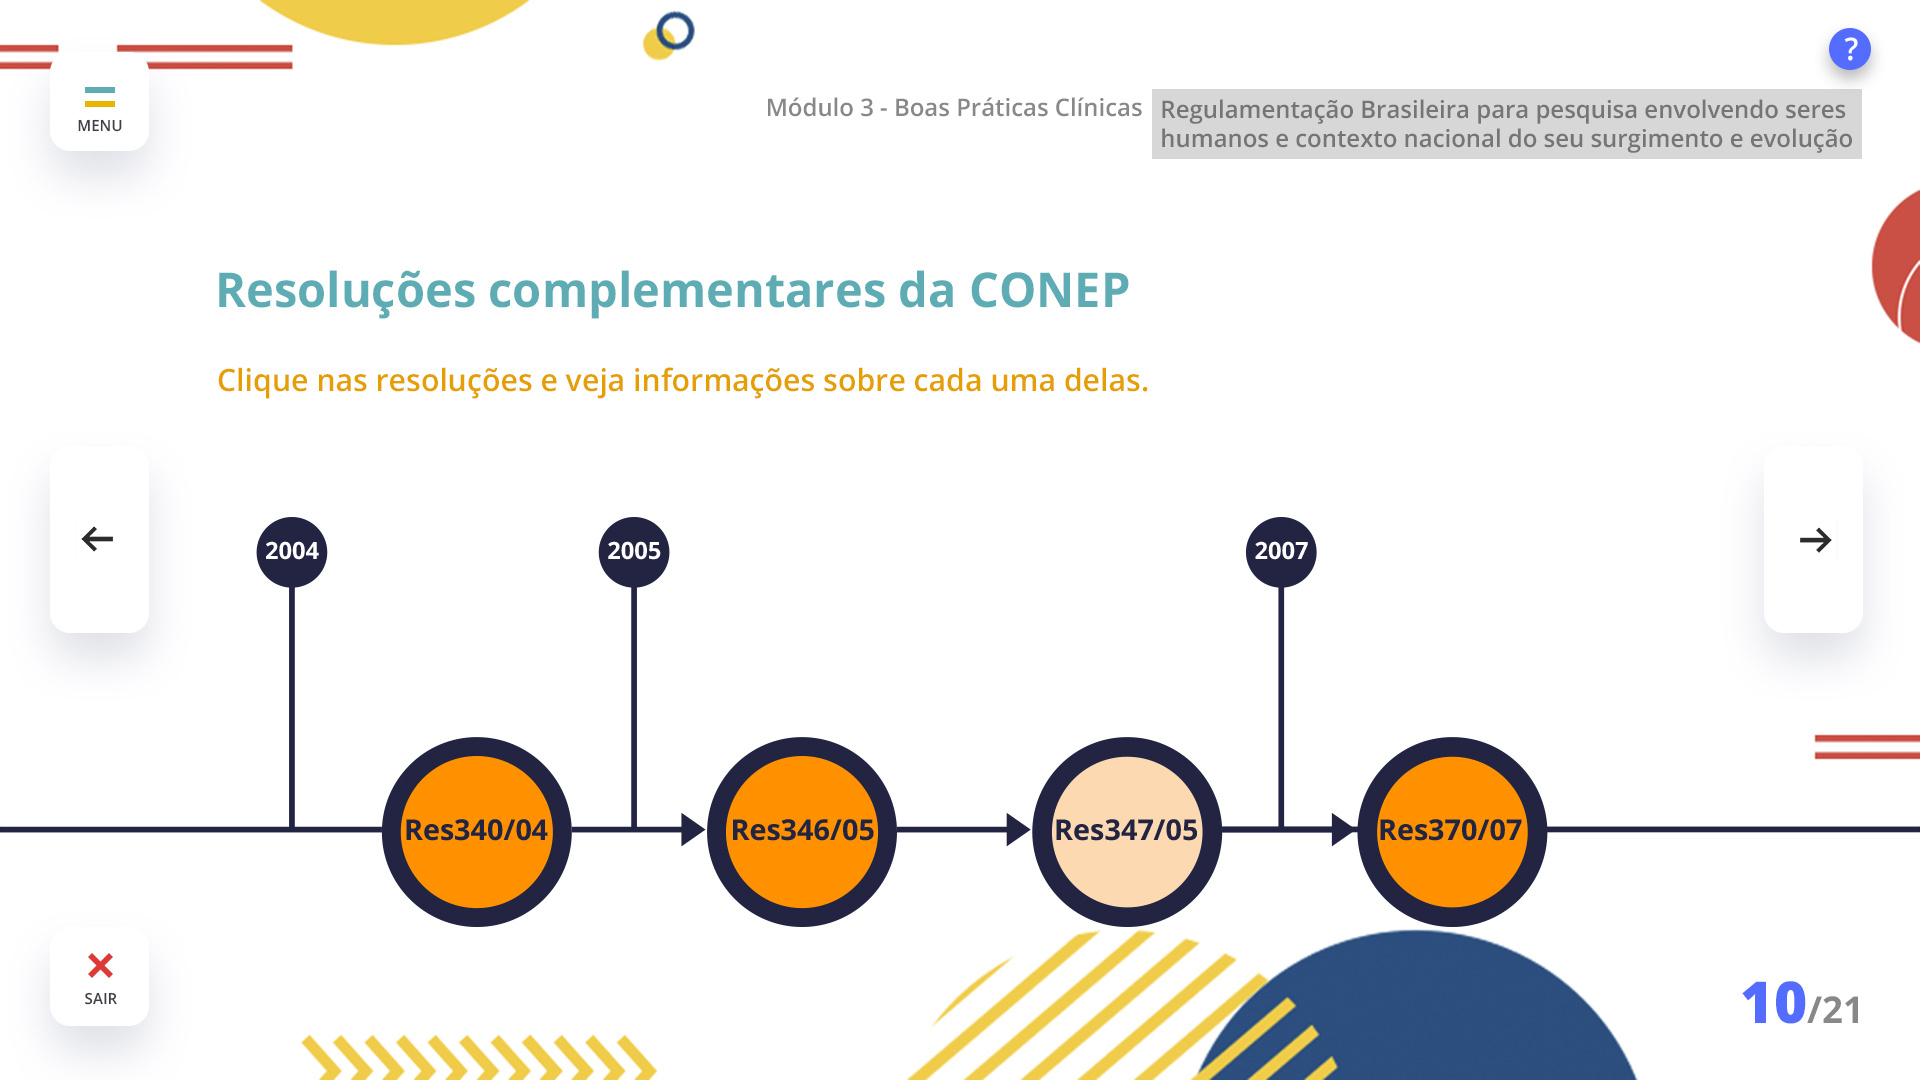 ?
MENU
Módulo 3 - Boas Práticas Clínicas
Regulamentação Brasileira para pesquisa envolvendo seres
humanos e contexto nacional do seu surgimento e evolução
Resoluções complementares da CONEP
Clique nas resoluções e veja informações sobre cada uma delas.
2004
2005
2007
Res340/04
Res346/05
Res347/05
Res370/07
SAIR
10/21